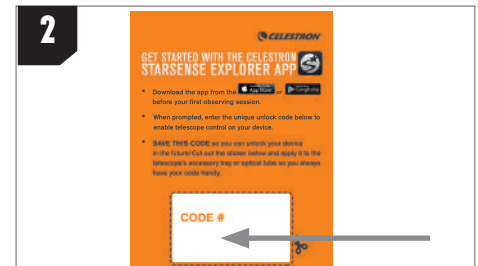 2
CELESTRON
GET STARTED WITH THE CELESTRON
STARSENSE EXPLORER APP
• Download the app from the App Store or Google Play
before your first observing session.
• When prompted, enter the unique unlock code below to
enable telescope control on your device.
• SAVE THIS CODE so you can unlock your device
in the future! Cut out the sticker below and apply it to the
telescope's accessory tray or optical tube so you always
have your code handy.
CODE #